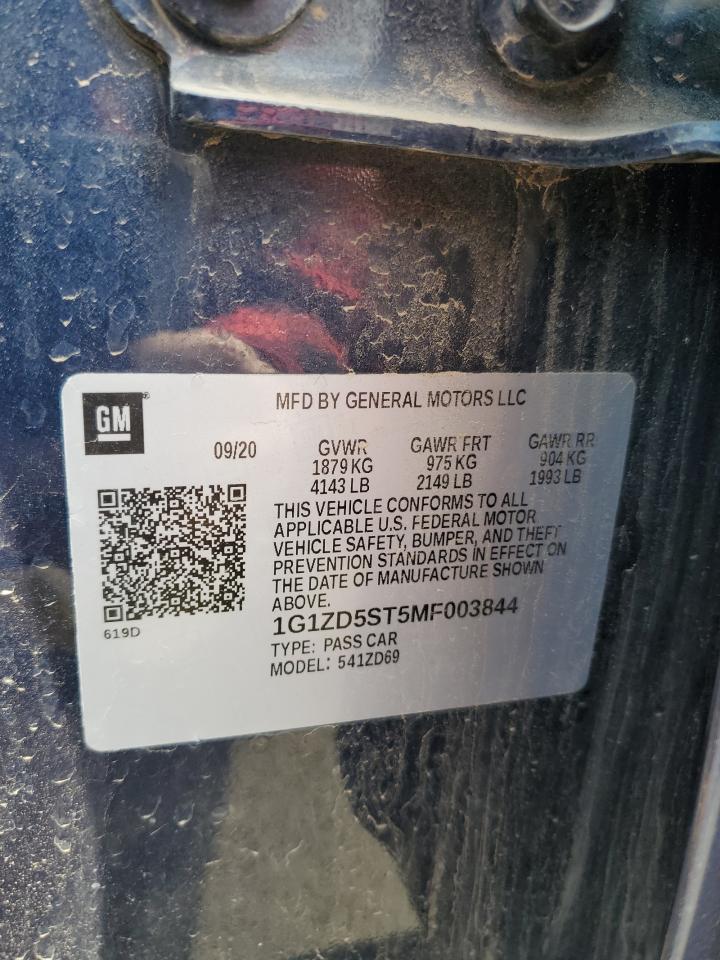 GM®
MFD BY GENERAL MOTORS LLC
09/20 GVWR GAWR FRT GAWR RR
1879 KG 975 KG 904 KG
4143 LB 2149 LB 1993 LB
THIS VEHICLE CONFORMS TO ALL
APPLICABLE U.S. FEDERAL MOTOR
VEHICLE SAFETY, BUMPER, AND THEFT
PREVENTION STANDARDS IN EFFECT ON
THE DATE OF MANUFACTURE SHOWN
ABOVE.
619D
1G1ZD5ST5MF003844
TYPE: PASS CAR
MODEL: 541ZD69